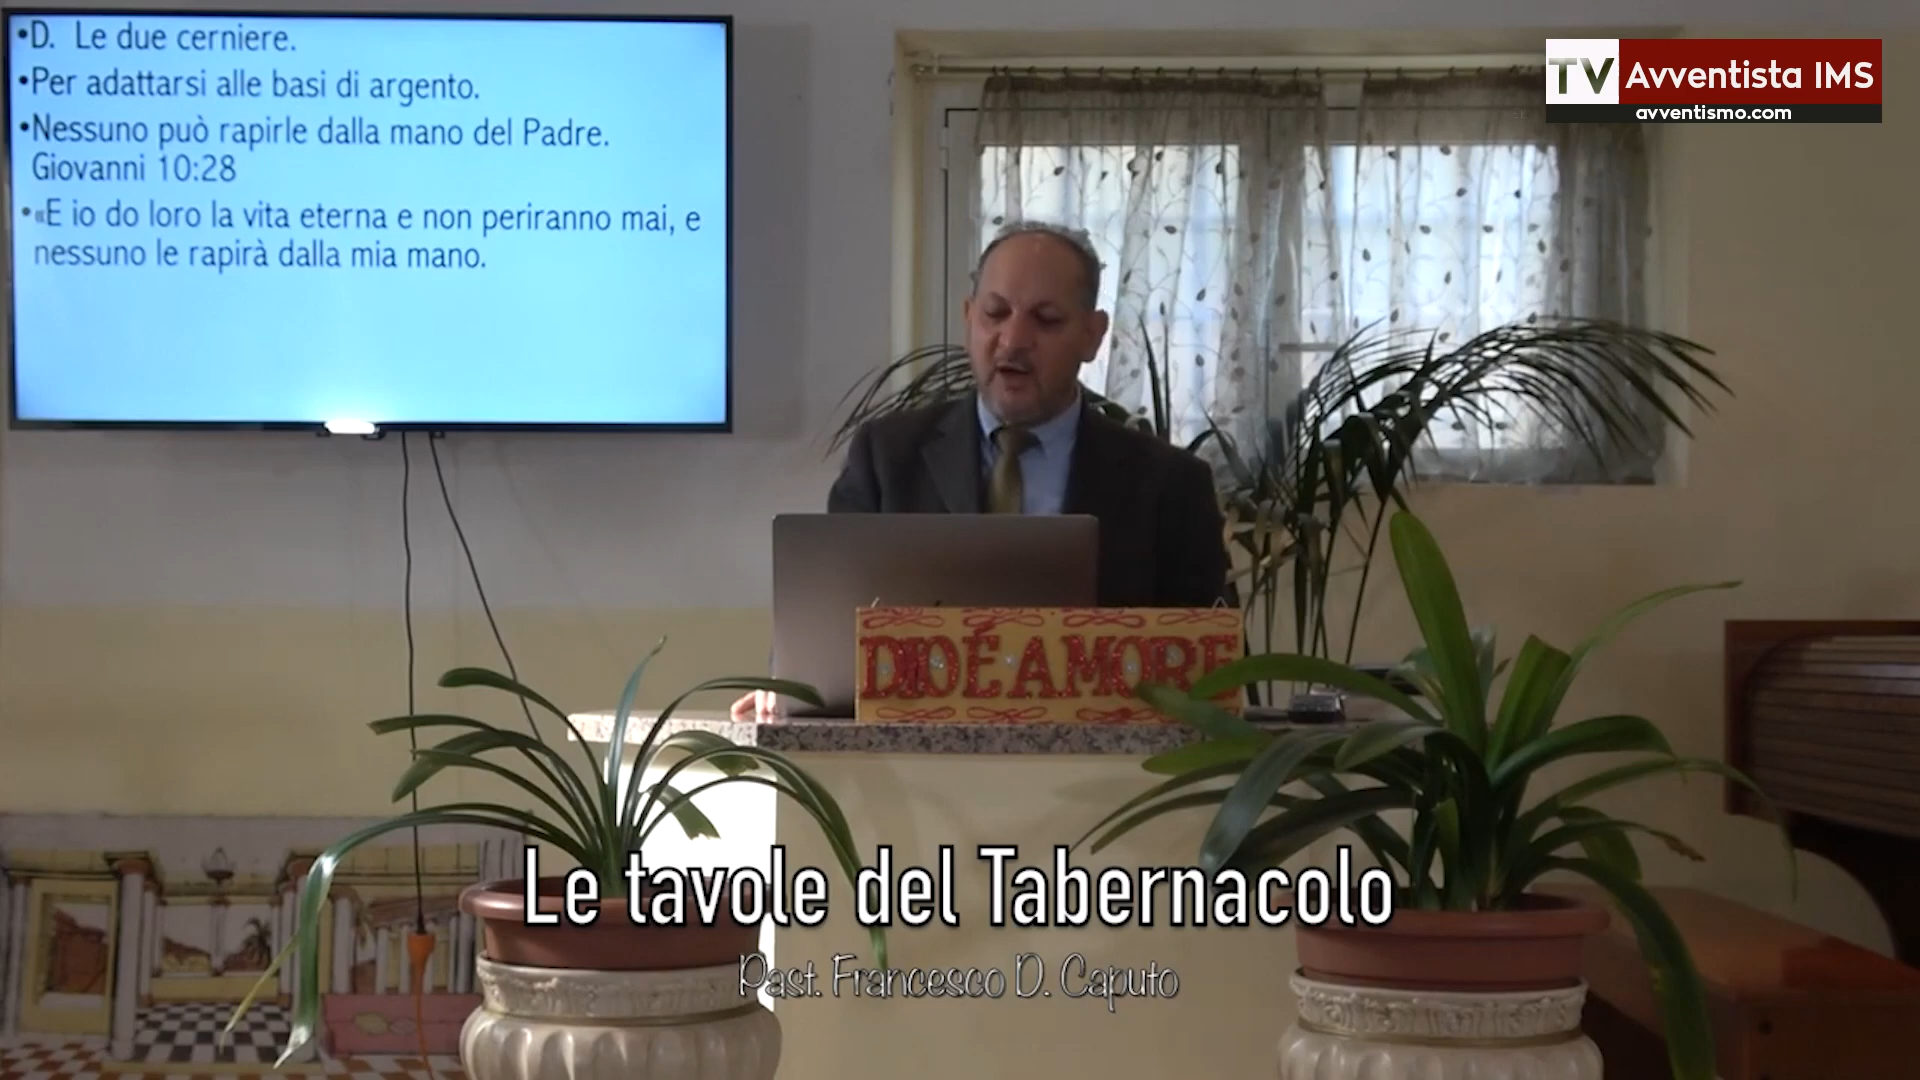 •D. Le due cerniere.
•Per adattarsi alle basi di argento.
•Nessuno può rapirle dalla mano del Padre.
Giovanni 10:28
•«E io do loro la vita eterna e non periranno mai, e
nessuno le rapirà dalla mia mano.
TV Avventista IMS
avventismo.com
DIO É AMORE
Le tavole del Tabernacolo
Past. Francesco D. Caputo